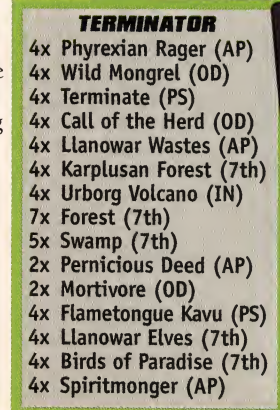 TERMINATOR
4x Phyrexian Rager (AP)
4x Wild Mongrel (OD)
4x Terminate (PS)
4x Call of the Herd (OD)
4x Llanowar Wastes (AP)
4x Karplusan Forest (7th)
4x Urborg Volcano (IN)
7x Forest (7th)
5x Swamp (7th)
2x Pernicious Deed (AP)
2x Mortivore (OD)
4x Flametongue Kavu (PS)
4x Llanowar Elves (7th)
4x Birds of Paradise (7th)
4x Spiritmonger (AP)